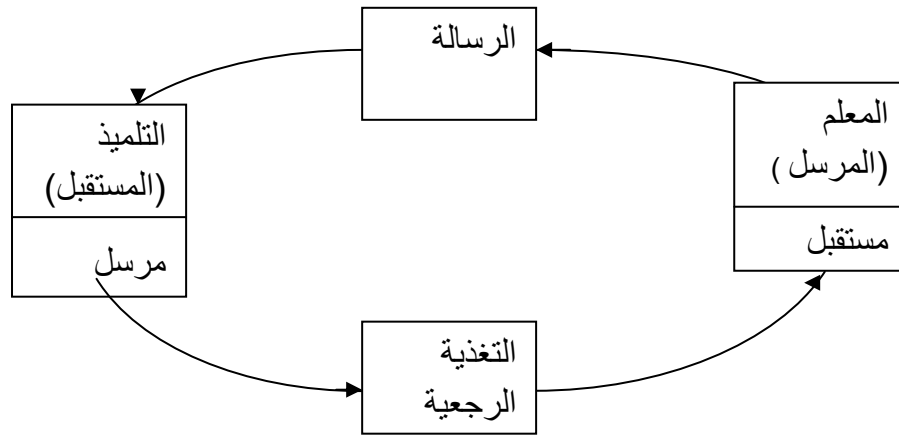 الرسالة
المعلم
(المرسل )
مستقبل
التلميذ
(المستقبل)
مرسل
التغذية
الرجعية